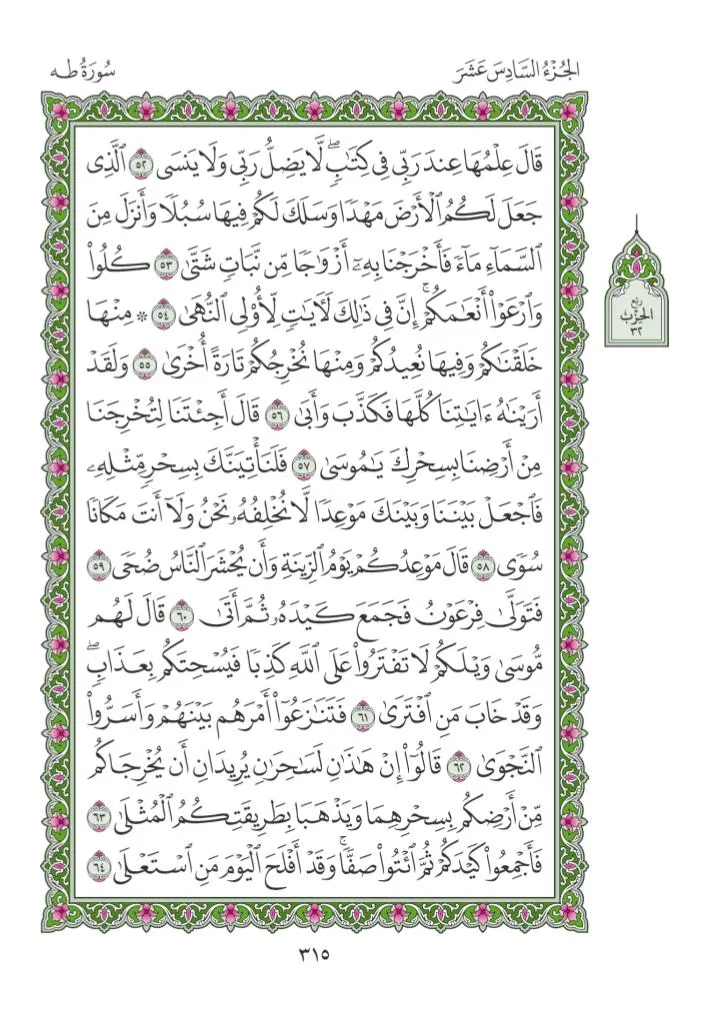 الجُزْءُ السَّادِسَ عَشَرَ
سُورَةُ طه
قَالَ عِلۡمُهَا عِندَ رَبِّي فِي كِتَٰبٖۖ لَّا يَضِلُّ رَبِّي وَلَا يَنسَى ٥٢ ٱلَّذِي
جَعَلَ لَكُمُ ٱلۡأَرۡضَ مَهۡدٗا وَسَلَكَ لَكُمۡ فِيهَا سُبُلٗا وَأَنزَلَ مِنَ
ٱلسَّمَآءِ مَآءٗ فَأَخۡرَجۡنَا بِهِۦٓ أَزۡوَٰجٗا مِّن نَّبَاتٖ شَتَّىٰ ٥٣ كُلُواْ
وَٱرۡعَوۡاْ أَنۡعَٰمَكُمۡۚ إِنَّ فِي ذَٰلِكَ لَأٓيَٰتٖ لِّأُوْلِي ٱلنُّهَىٰ ٥٤ ۞ مِنۡهَا
خَلَقۡنَٰكُمۡ وَفِيهَا نُعِيدُكُمۡ وَمِنۡهَا نُخۡرِجُكُمۡ تَارَةً أُخۡرَىٰ ٥٥ وَلَقَدۡ
أَرَيۡنَٰهُ ءَايَٰتِنَا كُلَّهَا فَكَذَّبَ وَأَبَىٰ ٥٦ قَالَ أَجِئۡتَنَا لِتُخۡرِجَنَا
مِنۡ أَرۡضِنَا بِسِحۡرِكَ يَٰمُوسَىٰ ٥٧ فَلَنَأۡتِيَنَّكَ بِسِحۡرٖ مِّثۡلِهِۦ
فَٱجۡعَلۡ بَيۡنَنَا وَبَيۡنَكَ مَوۡعِدٗا لَّا نُخۡلِفُهُۥ نَحۡنُ وَلَآ أَنتَ مَكَانٗا
سُوٗى ٥٨ قَالَ مَوۡعِدُكُمۡ يَوۡمُ ٱلزِّينَةِ وَأَن يُحۡشَرَ ٱلنَّاسُ ضُحٗى ٥٩
فَتَوَلَّىٰ فِرۡعَوۡنُ فَجَمَعَ كَيۡدَهُۥ ثُمَّ أَتَىٰ ٦٠ قَالَ لَهُم
مُّوسَىٰ وَيۡلَكُمۡ لَا تَفۡتَرُواْ عَلَى ٱللَّهِ كَذِبٗا فَيُسۡحِتَكُم بِعَذَابٖۖ
وَقَدۡ خَابَ مَنِ ٱفۡتَرَىٰ ٦١ فَتَنَٰزَعُوٓاْ أَمۡرَهُم بَيۡنَهُمۡ وَأَسَرُّواْ
ٱلنَّجۡوَىٰ ٦٢ قَالُوٓاْ إِنۡ هَٰذَٰنِ لَسَٰحِرَٰنِ يُرِيدَانِ أَن يُخۡرِجَاكُم
مِّنۡ أَرۡضِكُم بِسِحۡرِهِمَا وَيَذۡهَبَا بِطَرِيقَتِكُمُ ٱلۡمُثۡلَىٰ ٦٣
فَأَجۡمِعُواْ كَيۡدَكُمۡ ثُمَّ ٱئۡتُواْ صَفّٗاۚ وَقَدۡ أَفۡلَحَ ٱلۡيَوۡمَ مَنِ ٱسۡتَعۡلَىٰ ٦٤
ربع
الحزب
٣٢
٣١٥